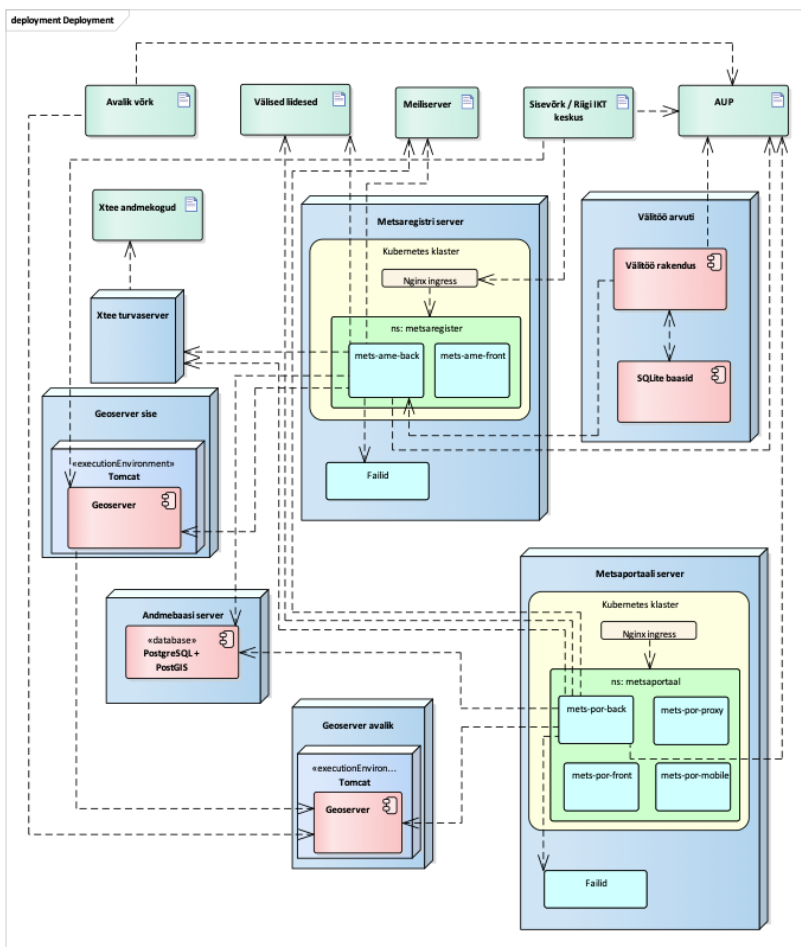 deployment Deployment
Avalik võrk
Välised liidesed
Meiliserver
Sisevõrk / Riigi IKT
keskus
AUP
Xtee andmekogud
Metsaregistri server
Kubernetes klaster
Nginx ingress
ns: metsaregister
mets-ame-back
mets-ame-front
Failid
Välitöö arvuti
Välitöö rakendus
SQLite baasid
Xtee turvaserver
Geoserver sise
«executionEnvironment»
Tomcat
Geoserver
Andmebaasi server
«database»
PostgreSQL +
PostGIS
Geoserver avalik
«executionEnviron...
Tomcat
Geoserver
Metsaportaali server
Kubernetes klaster
Nginx ingress
ns: metsaportaal
mets-por-back
mets-por-proxy
mets-por-front
mets-por-mobile
Failid